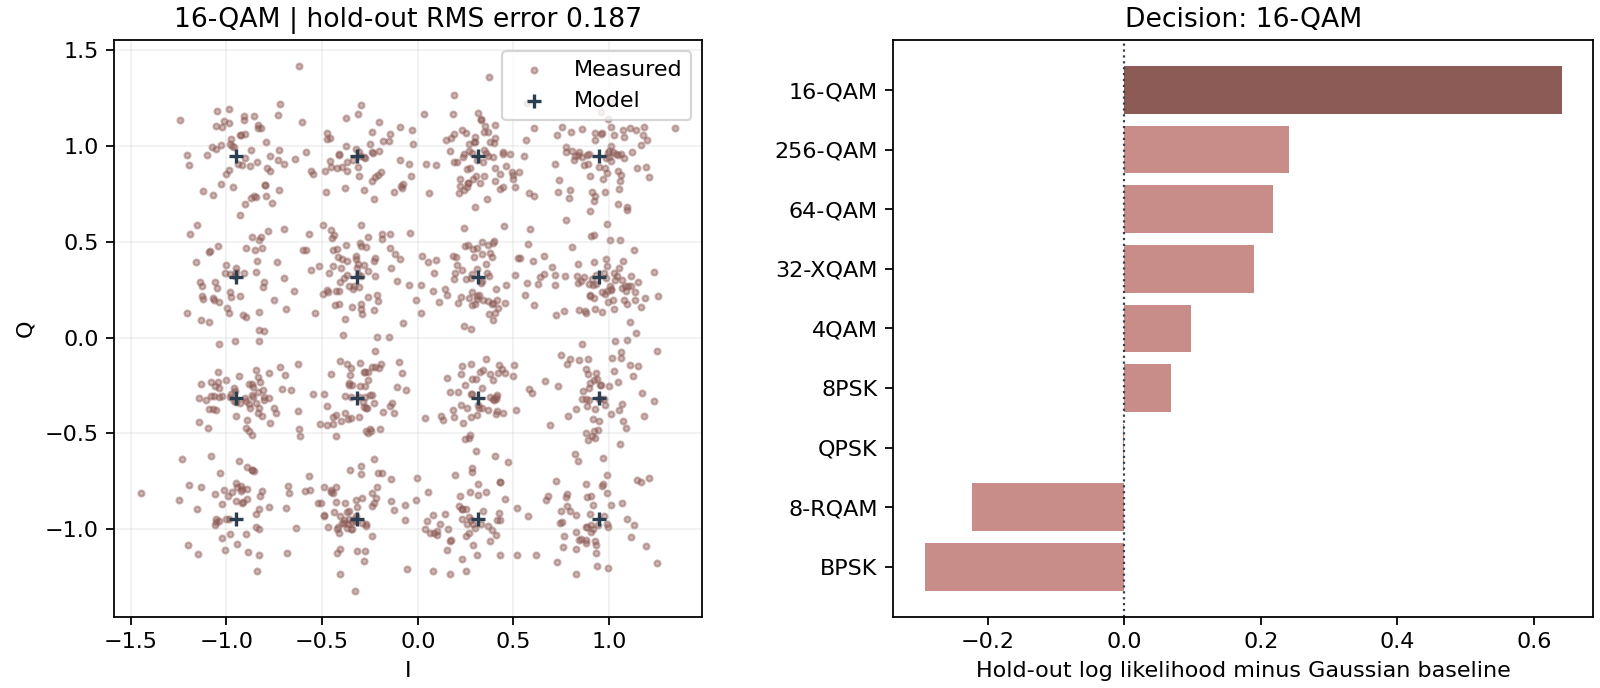 16-QAM | hold-out RMS error 0.187
Measured
Model
1.5
1.0
0.5
0.0
−0.5
−1.0
Q
−1.5
−1.0
−0.5
0.0
0.5
1.0
I
Decision: 16-QAM
16-QAM
256-QAM
64-QAM
32-XQAM
4QAM
8PSK
QPSK
8-RQAM
BPSK
−0.2
0.0
0.2
0.4
0.6
Hold-out log likelihood minus Gaussian baseline